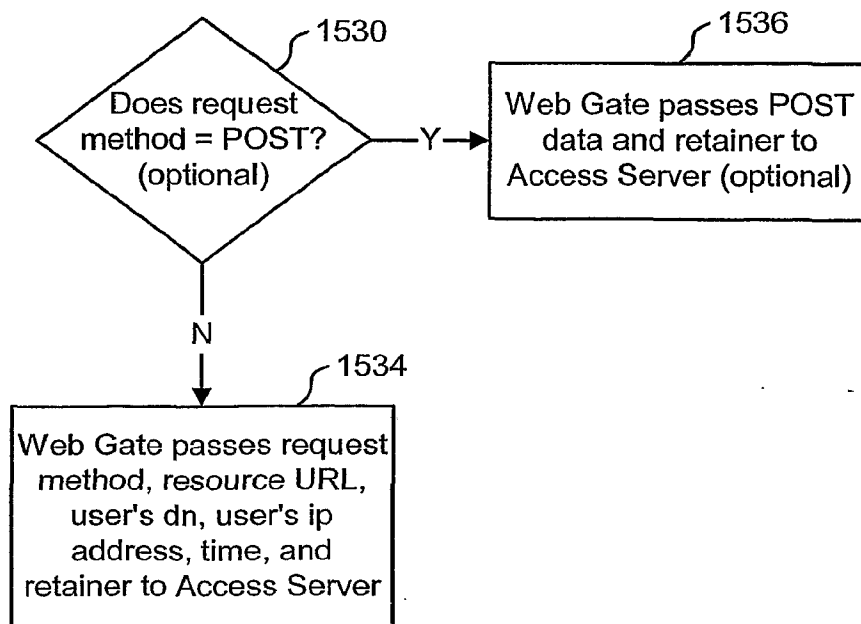 1530
Does request
method = POST?
(optional)
Y
1536
Web Gate passes POST
data and retainer to
Access Server (optional)
N
1534
Web Gate passes request
method, resource URL,
user's dn, user's ip
address, time, and
retainer to Access Server